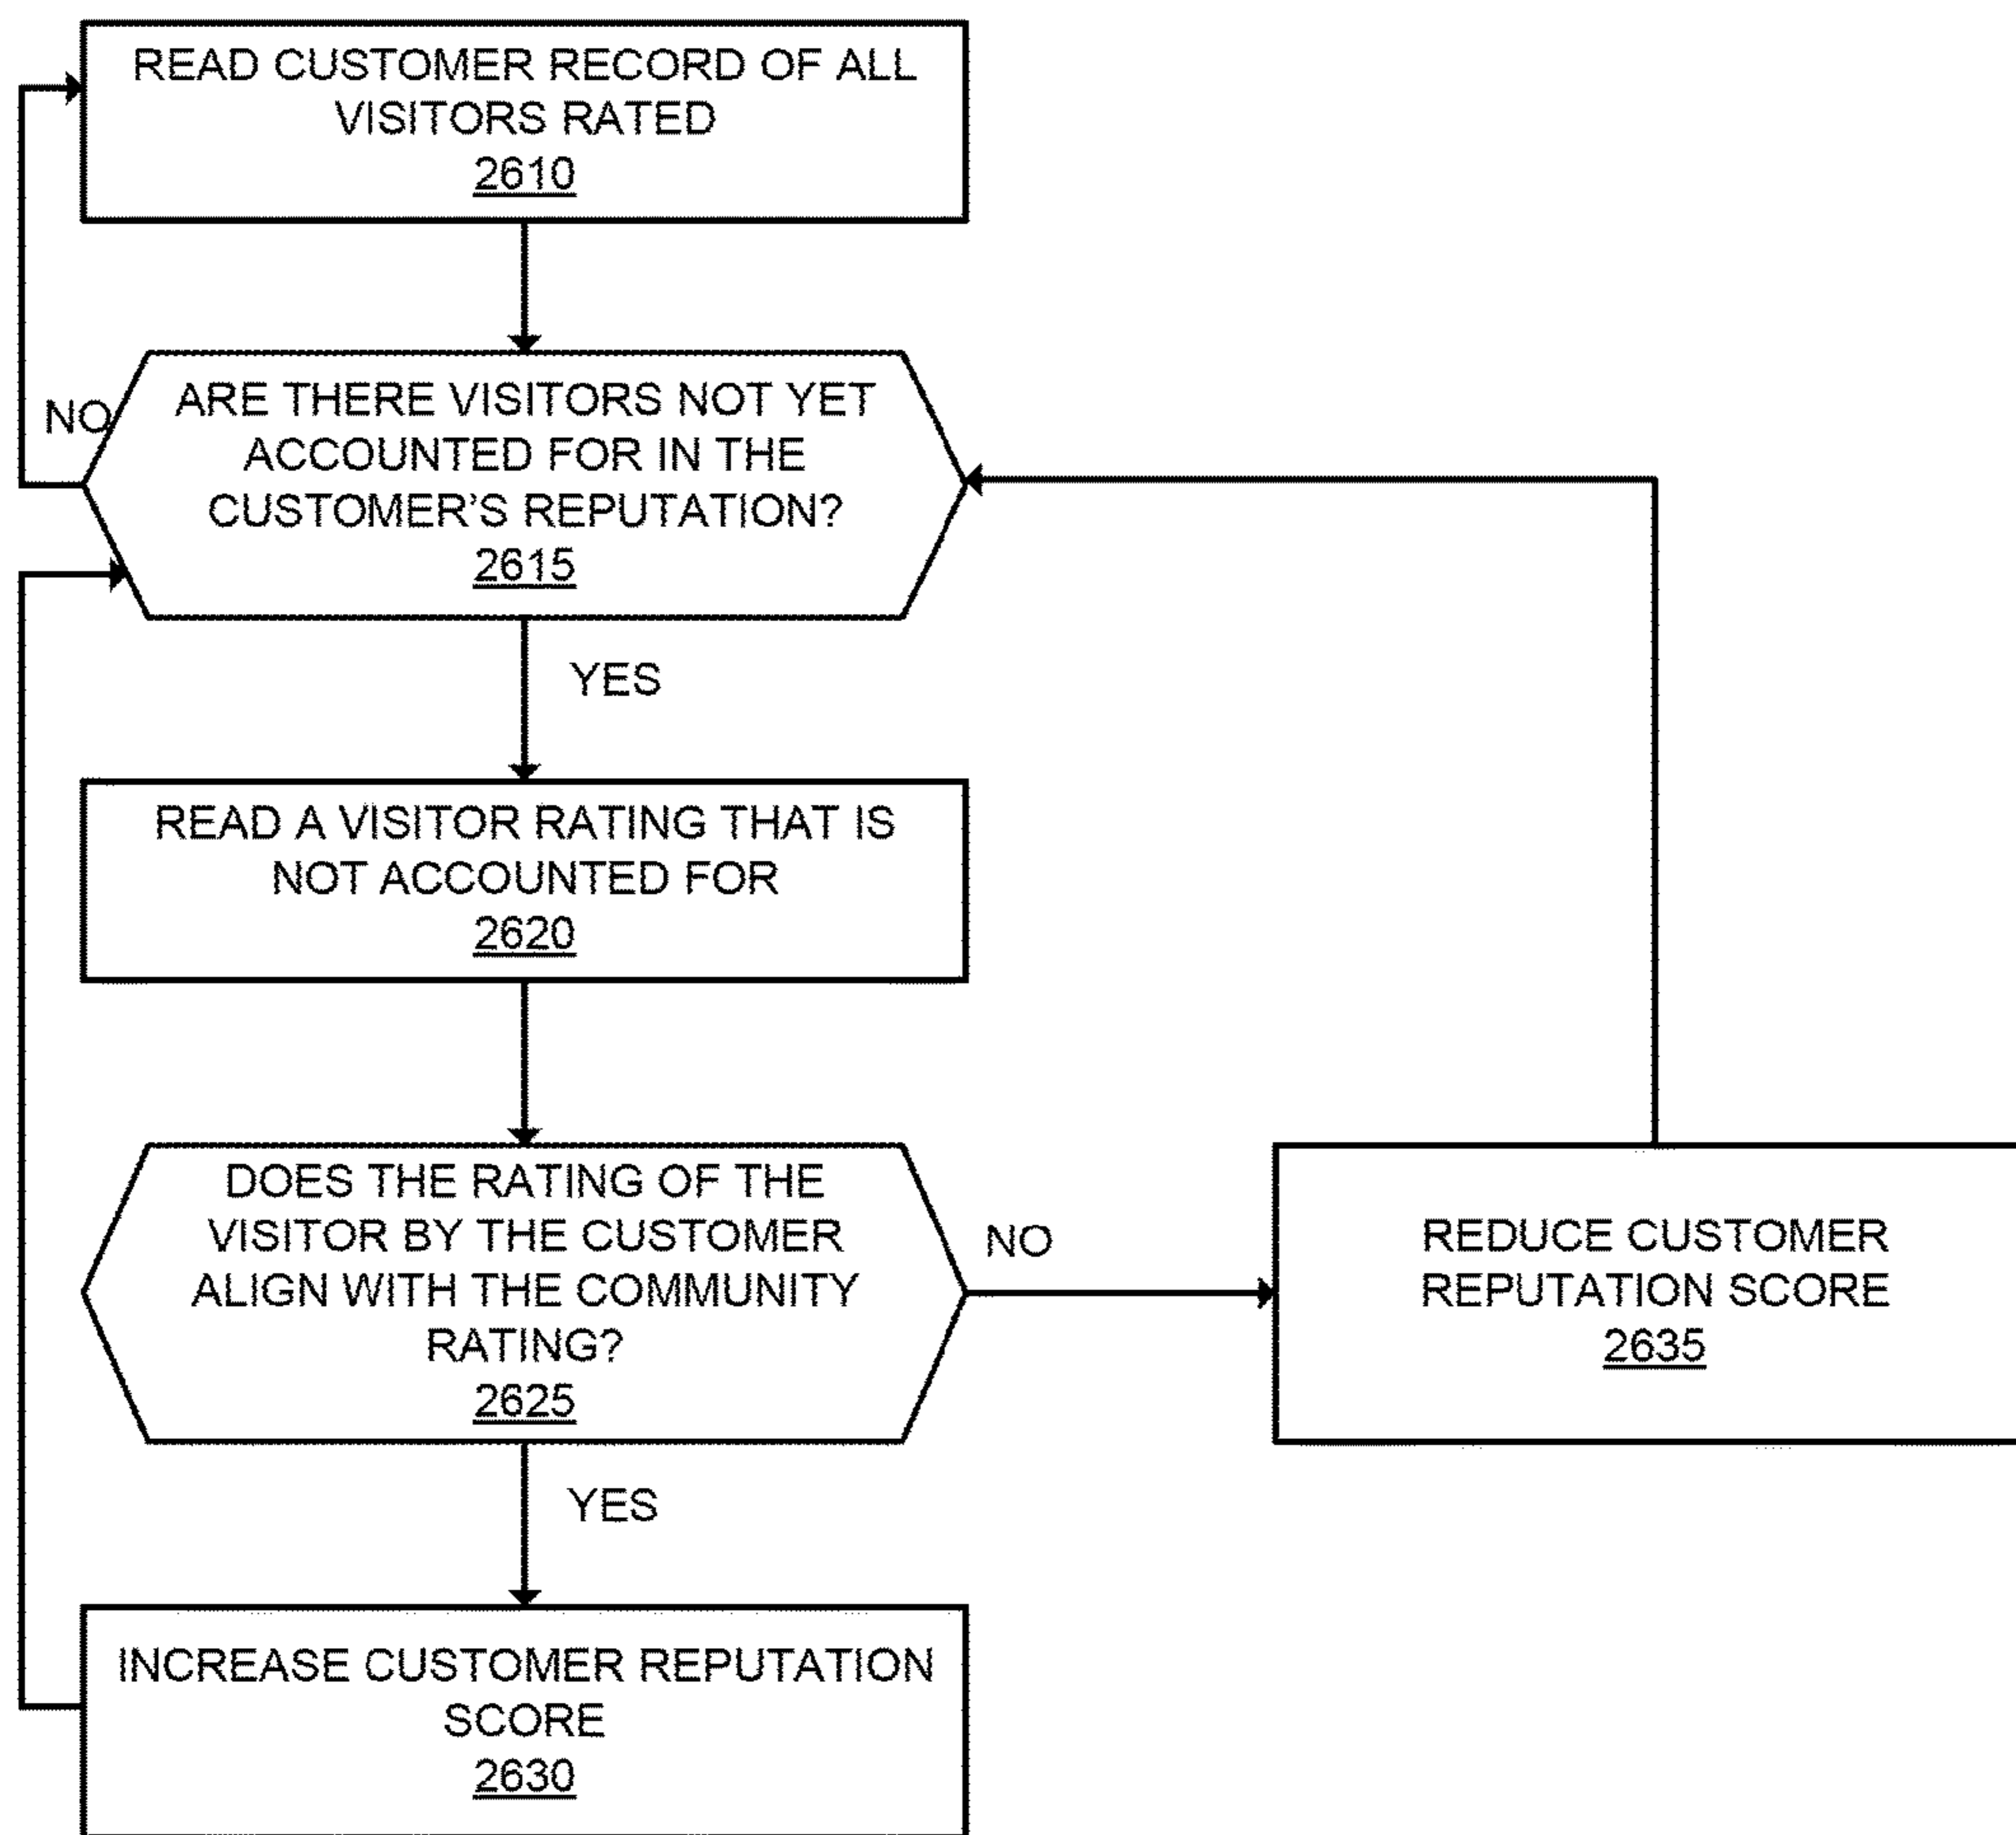 READ CUSTOMER RECORD OF ALL
VISITORS RATED
2610
NO
ARE THERE VISITORS NOT YET
ACCOUNTED FOR IN THE
CUSTOMER'S REPUTATION?
2615
YES
READ A VISITOR RATING THAT IS
NOT ACCOUNTED FOR
2620
DOES THE RATING OF THE
VISITOR BY THE CUSTOMER
ALIGN WITH THE COMMUNITY
RATING?
2625
NO
REDUCE CUSTOMER
REPUTATION SCORE
2635
YES
INCREASE CUSTOMER REPUTATION
SCORE
2630